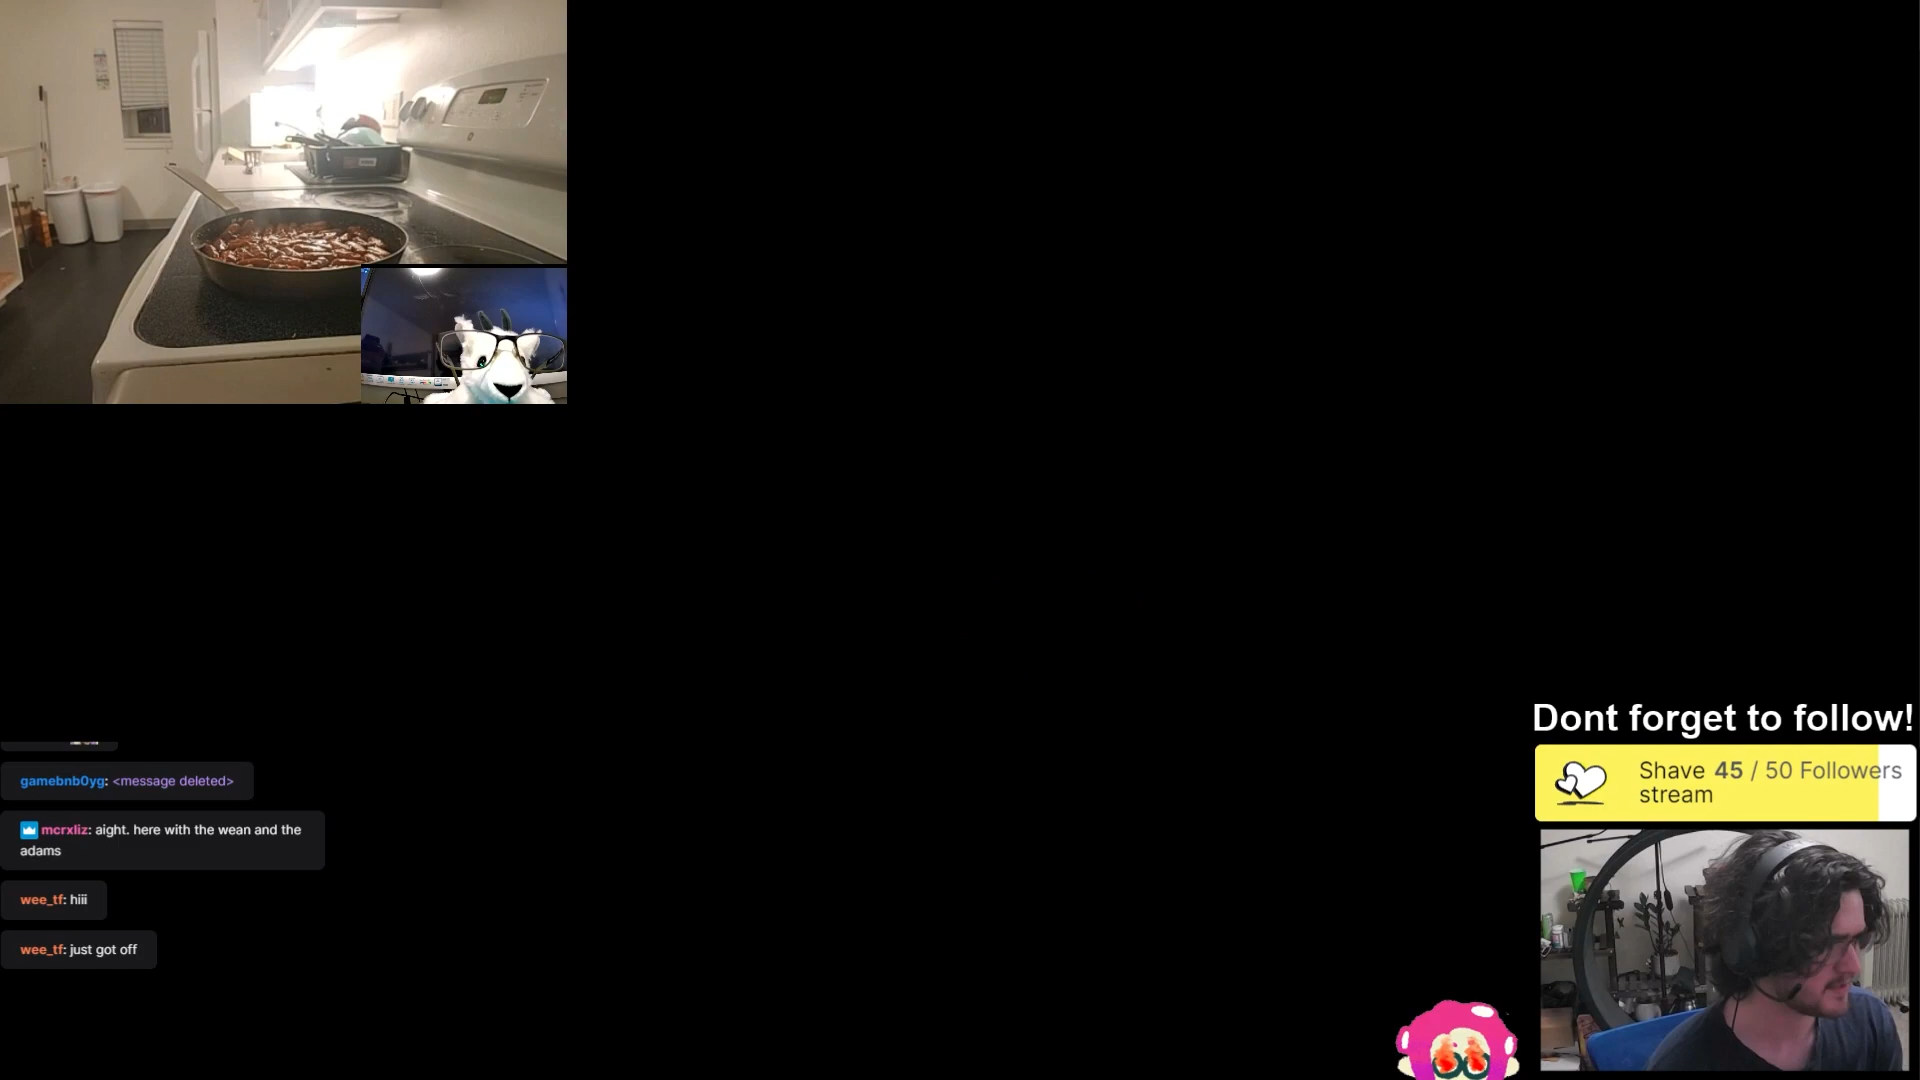 gamebnb0yg: <message deleted>
mcrxliz: aight. here with the wean and the
adams
wee_tf: hiii
wee_tf: just got off
Dont forget to follow!
Shave 45 / 50 Followers
stream